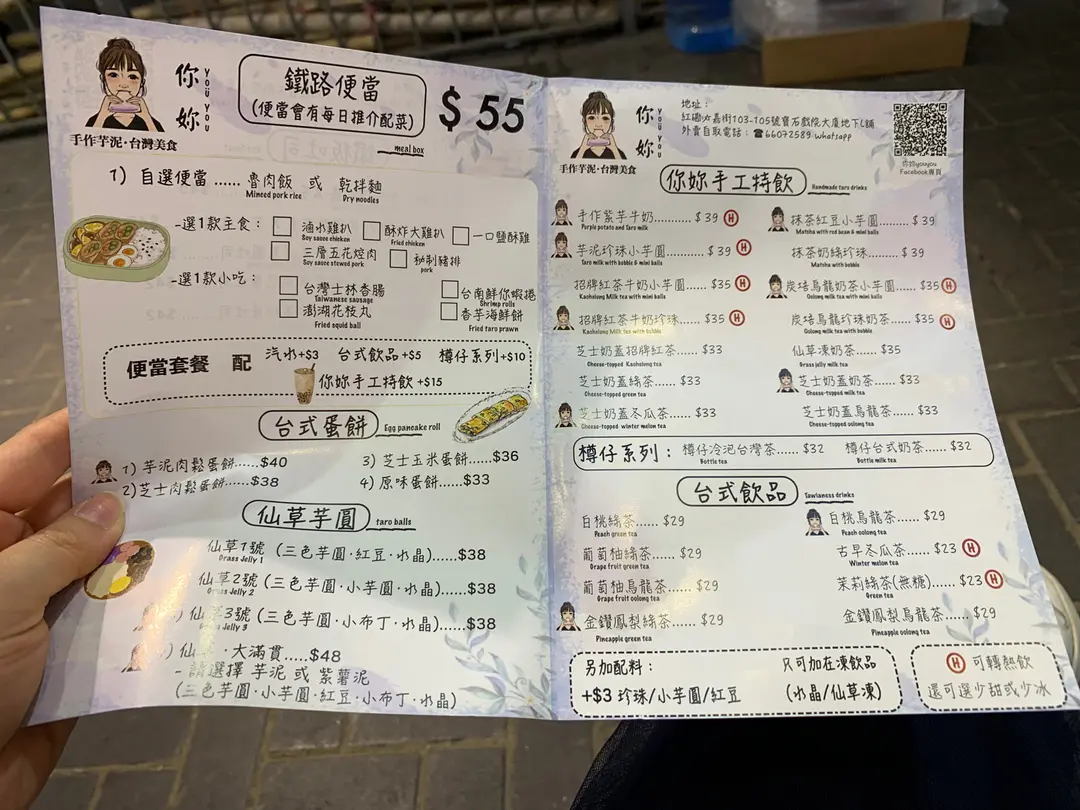 你妳
YOU YOU
手作芋泥·台灣美食
鐵路便當
(便當會有每日推介配菜)
$ 55
meal box
1) 自選便當 ...... 魯肉飯 或 乾拌麵
Minced pork rice
Dry noodles
-選1款主食: 滷水雞扒 酥炸大雞扒 一口鹽酥雞
Soy sauce chicken
Fried chicken
三層五花焢肉 秘制豬排
Soy sauce stewed pork
pork
-選1款小吃: 台灣士林香腸 台南鮮你蝦捲
Taiwanese sausage
Shrimp rolls
澎湖花枝丸 香芋海鮮餅
Fried squid ball
Fried taro prawn
便當套餐 配 汽水+$3 台式飲品+$5 樽仔系列+$10
你妳手工特飲 +$15
台式蛋餅
Egg pancake roll
1) 芋泥肉鬆蛋餅......$40
3) 芝士玉米蛋餅......$36
2)芝士肉鬆蛋餅......$38
4) 原味蛋餅......$33
仙草芋圓
taro balls
仙草1號 (三色芋圓·紅豆·水晶)......$38
Grass Jelly 1
仙草2號 (三色芋圓·小芋圓·水晶)......$38
Grass Jelly 2
仙草3號 (三色芋圓·小布丁·水晶)......$38
Jelly 3
仙草·大滿貫......$48
-請選擇 芋泥 或 紫薯泥
(三色芋圓·小芋圓·紅豆·小布丁·水晶)
你妳
YOU YOU
手作芋泥·台灣美食
地址:
紅磡必嘉街103-105號寶石戲院大廈地下L舖
外賣自取電話: ☎66072589 whatsapp
你妳youyou
Facebook專頁
你妳手工特飲
Handmade taro drinks
手作紫芋牛奶......... $ 39 H
Purple potato and Taro milk
抹茶紅豆小芋圓...... $ 39
Matcha with red bean & mini balls
芋泥珍珠小芋圓...... $ 39 H
Taro milk with bubble & mini balls
抹茶奶綠珍珠......... $ 39
Matcha with bubble
招牌紅茶牛奶小芋圓...... $35 H
Kaohsiung Milk tea with mini balls
炭焙烏龍奶茶小芋圓......$35 H
Oolong milk tea with mini balls
招牌紅茶牛奶珍珠...... $35 H
Kaohsiung Milk tea with bubble
炭焙烏龍珍珠奶茶......$35 H
Oolong milk tea with bubble
芝士奶蓋招牌紅茶...... $33
Cheese-topped Kaohsiung tea
仙草凍奶茶...... $35
Grass jelly milk tea
芝士奶蓋綠茶...... $33
Cheese-topped green tea
芝士奶蓋奶茶...... $33
Cheese-topped milk tea
芝士奶蓋冬瓜茶...... $33
Cheese-topped winter melon tea
芝士奶蓋烏龍茶...... $33
Cheese-topped oolong tea
樽仔系列: 樽仔冷泡台灣茶...... $32 樽仔台式奶茶...... $32
Bottle tea
Bottle milk tea
台式飲品
Tawianess drinks
白桃綠茶...... $29
Peach green tea
白桃烏龍茶...... $29
Peach oolong tea
葡萄柚綠茶...... $29
Grape fruit green tea
古早冬瓜茶...... $23 H
Winter melon tea
葡萄柚烏龍茶...... $29
Grape fruit oolong tea
茉莉綠茶(無糖)...... $23 H
Green tea
金鑽鳳梨綠茶...... $29
Pineapple green tea
金鑽鳳梨烏龍茶......$29
Pineapple oolong tea
另加配料:
只可加在凍飲品
+$3 珍珠/小芋圓/紅豆
(水晶/仙草凍)
H 可轉熱飲
還可選少甜或少冰